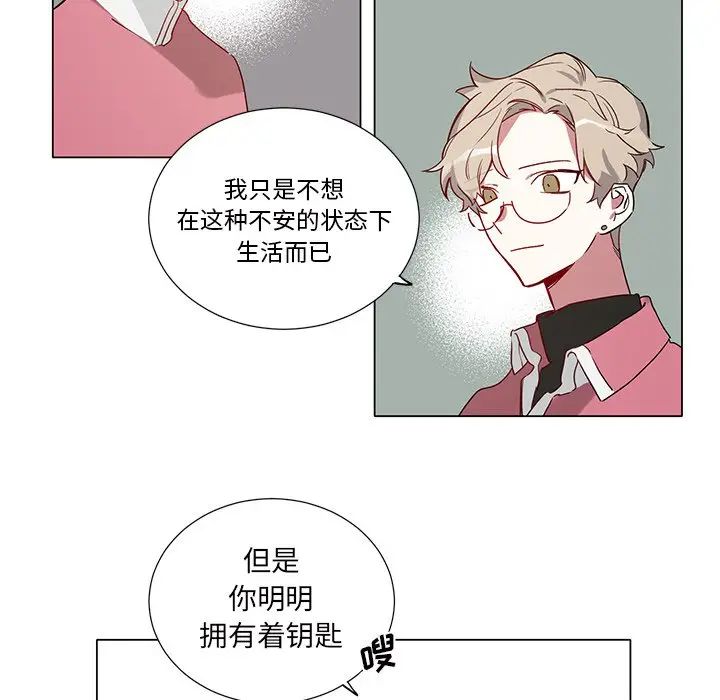 我只是不想
在这种不安的状态下
生活而已
但是
你明明
拥有着钥匙
嗖